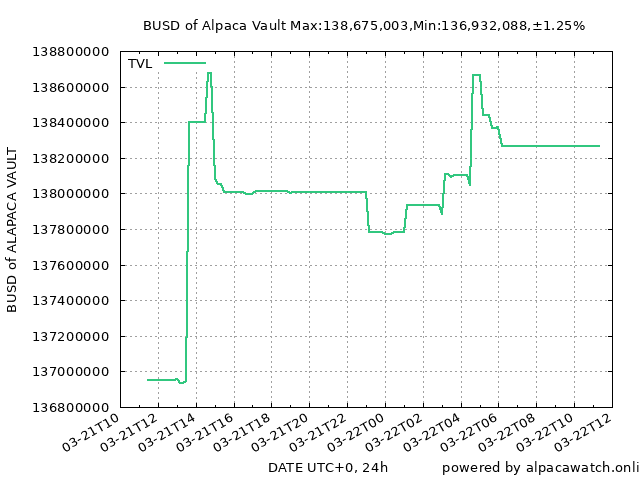 BUSD of Alpaca Vault Max:138,675,003,Min:136,932,088,±1.25%
TVL
138800000
138600000
138400000
138200000
138000000
137800000
137600000
137400000
137200000
137000000
136800000
BUSD of ALAPACA VAULT
03-21T10
03-21T12
03-21T14
03-21T16
03-21T18
03-21T20
03-21T22
03-22T00
03-22T02
03-22T04
03-22T06
03-22T08
03-22T10
03-22T12
DATE UTC+0, 24h
powered by alpacawatch.onli